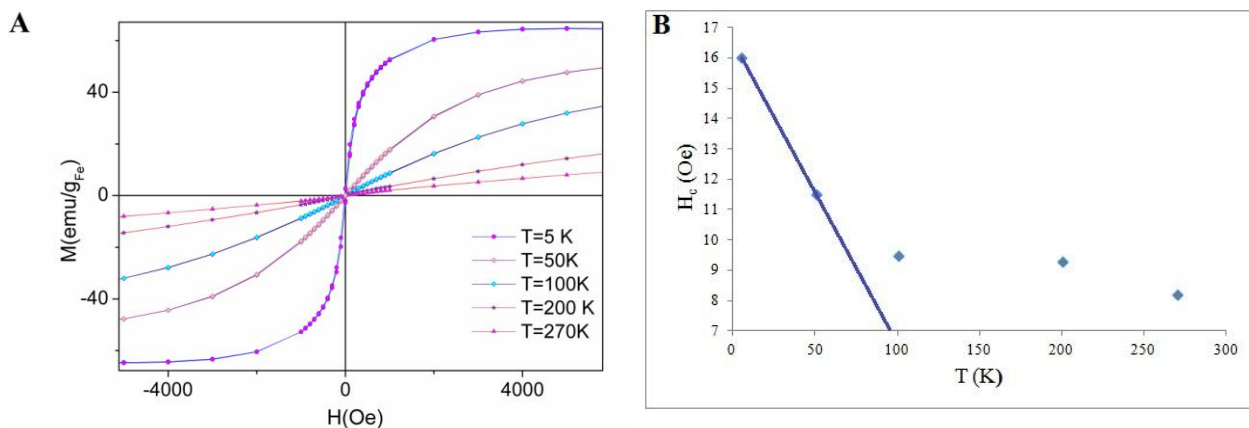 A
M(emu/gFe)
40
0
-40
-4000 0 4000
H(Oe)
T=5 K
T=50K
T=100K
T=200 K
T=270K
B
Hc (Oe)
17
16
15
14
13
12
11
10
9
8
7
0 50 100 150 200 250 300
T (K)